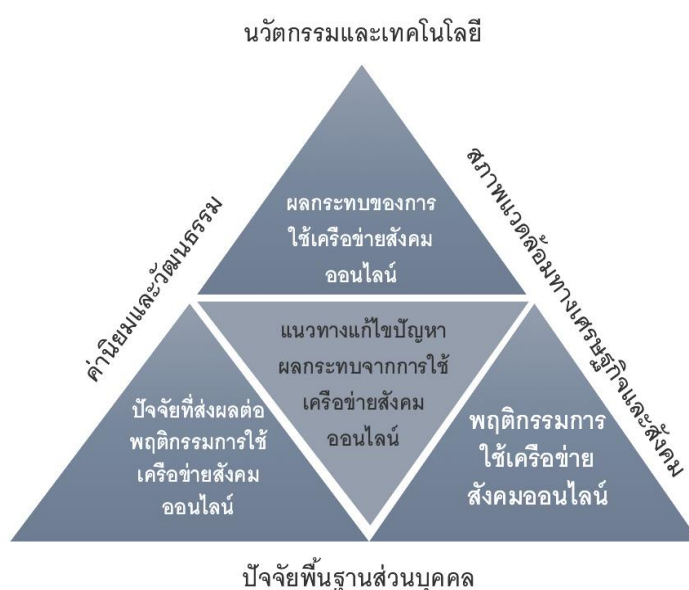 นวัตกรรมและเทคโนโลยี
ค่านิยมและวัฒนธรรม
สภาพแวดล้อมทางเศรษฐกิจและสังคม
ผลกระทบของการ
ใช้เครือข่ายสังคม
ออนไลน์
แนวทางแก้ไขปัญหา
ผลกระทบจากการใช้
เครือข่ายสังคม
ออนไลน์
ปัจจัยที่ส่งผลต่อ
พฤติกรรมการใช้
เครือข่ายสังคม
ออนไลน์
พฤติกรรมการ
ใช้เครือข่าย
สังคมออนไลน์
ปัจจัยพื้นฐานส่วนบุคคล